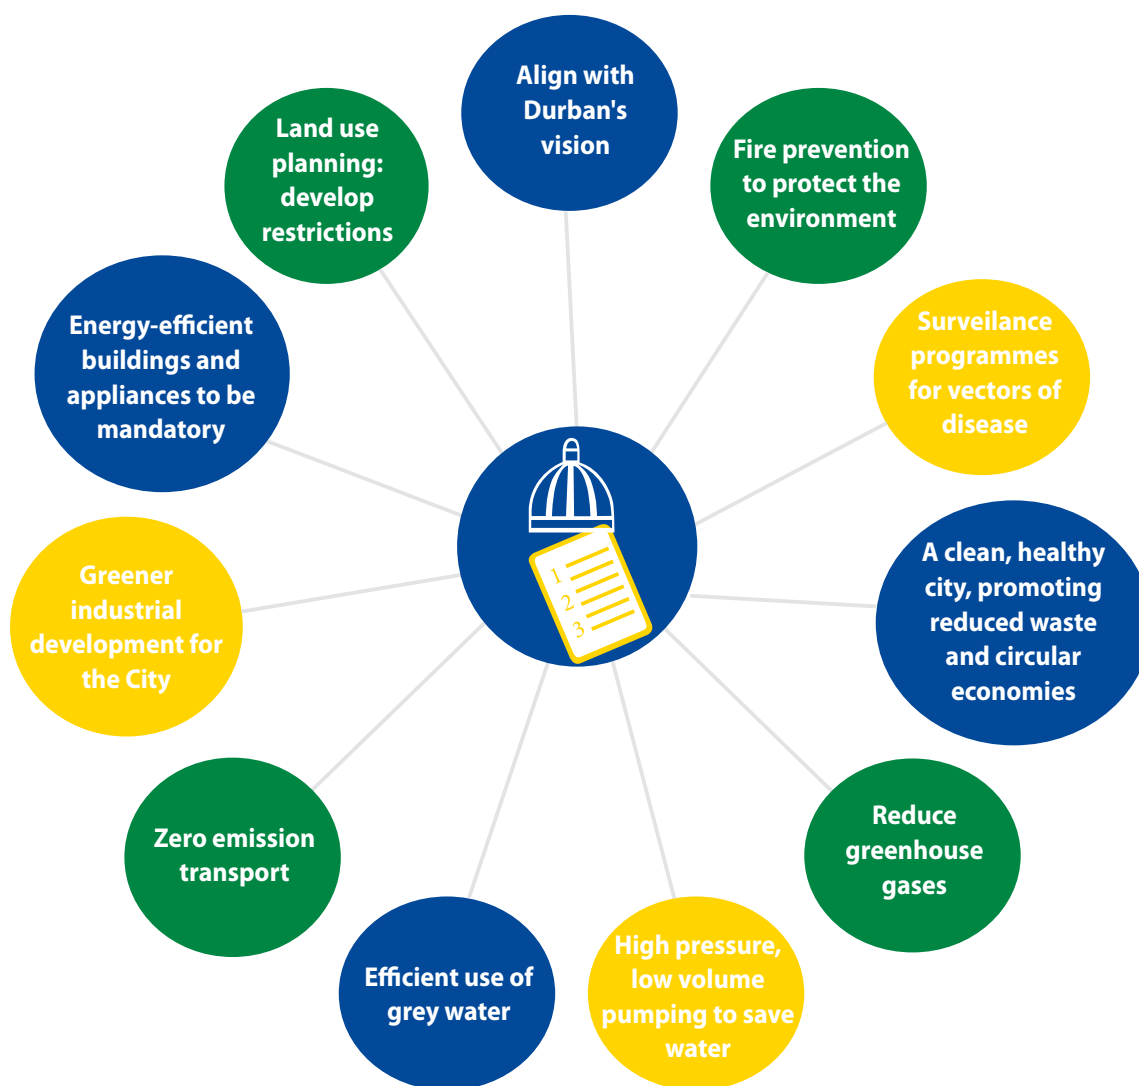 Align with
Durban's
vision
Fire prevention
to protect the
environment
Surveilance
programmes
for vectors of
disease
A clean, healthy
city, promoting
reduced waste
and circular
economies
Reduce
greenhouse
gases
High pressure,
low volume
pumping to save
water
Efficient use of
grey water
Zero emission
transport
Greener
industrial
development for
the City
Energy-efficient
buildings and
appliances to be
mandatory
Land use
planning:
develop
restrictions
1
2
3